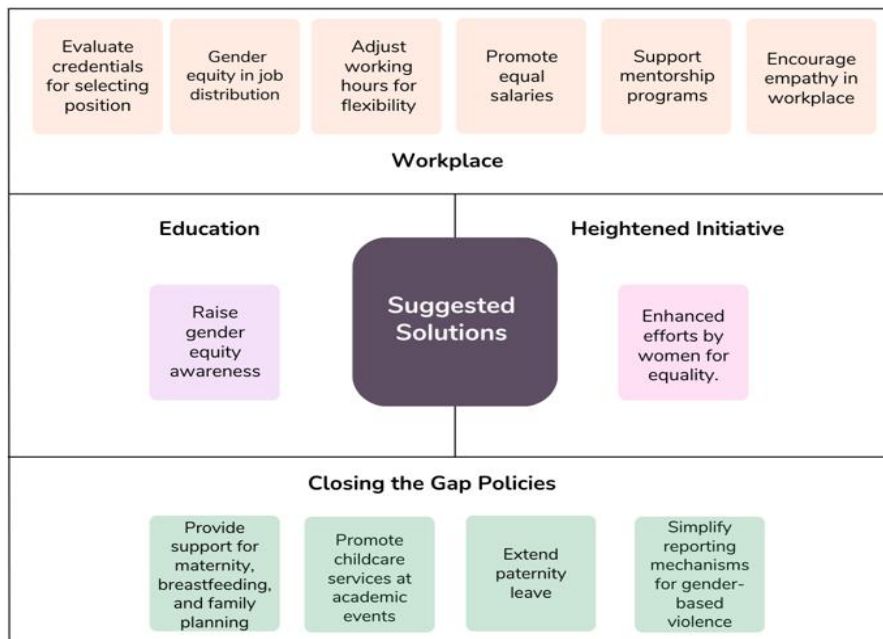 Evaluate
credentials
for selecting
position
Gender
equity in job
distribution
Adjust
working
hours for
flexibility
Promote
equal
salaries
Support
mentorship
programs
Encourage
empathy in
workplace
Workplace
Education
Raise
gender
equity
awareness
Suggested
Solutions
Heightened Initiative
Enhanced
efforts by
women for
equality.
Closing the Gap Policies
Provide
support for
maternity,
breastfeeding,
and family
planning
Promote
childcare
services at
academic
events
Extend
paternity
leave
Simplify
reporting
mechanisms
for gender-
based
violence